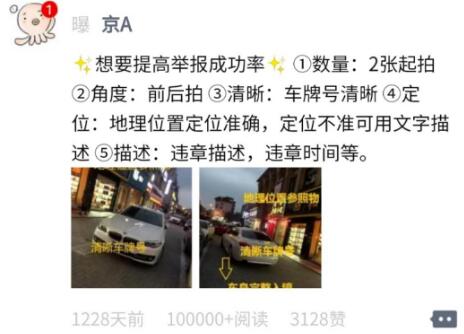 1
曝 京A
✨想要提高举报成功率✨ ①数量：2张起拍
②角度：前后拍 ③清晰：车牌号清晰 ④定
位：地理位置定位准确，定位不准可用文字描
述 ⑤描述：违章描述，违章时间等。
清晰车牌号
地理位置参照物
清晰车牌号
车身完整入镜
1228天前 100000+阅读 3128赞